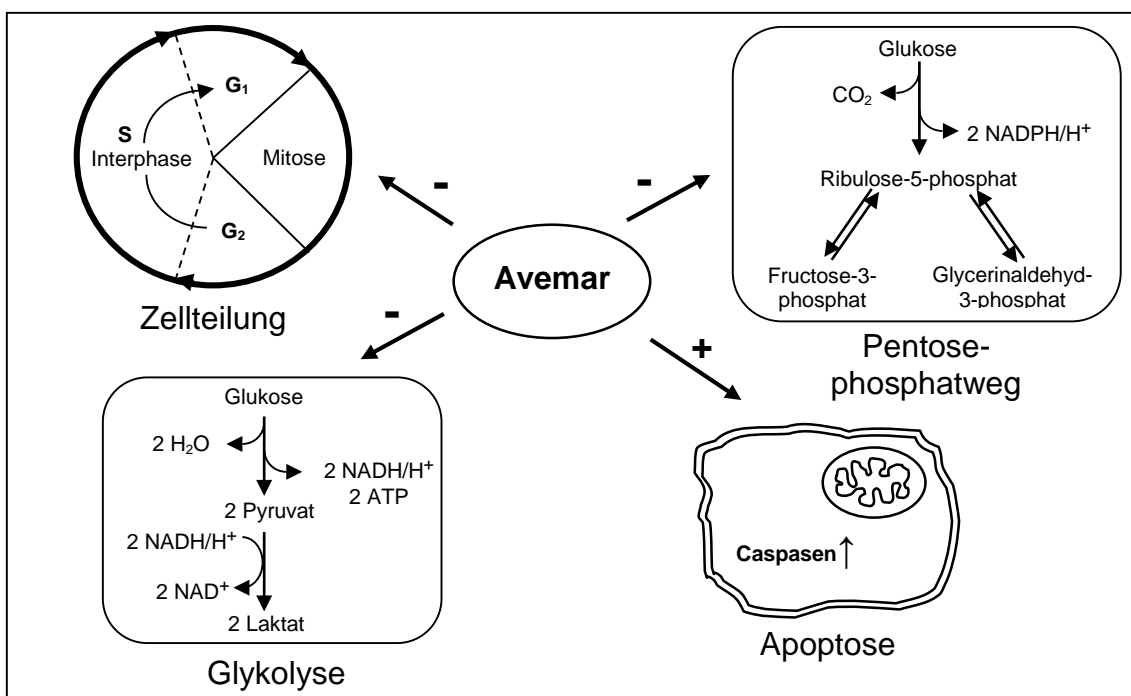 G₁
S
Interphase
Mitose
G₂
Zellteilung
-
-
Avemar
-
+
Glukose
CO₂
2 NADPH/H⁺
Ribulose-5-phosphat
Fructose-3-
phosphat
Glycerinaldehyd-
3-phosphat
Pentose-
phosphatweg
Glukose
2 H₂O
2 NADH/H⁺
2 ATP
2 Pyruvat
2 NADH/H⁺
2 NAD⁺
2 Laktat
Glykolyse
Caspasen ↑
Apoptose